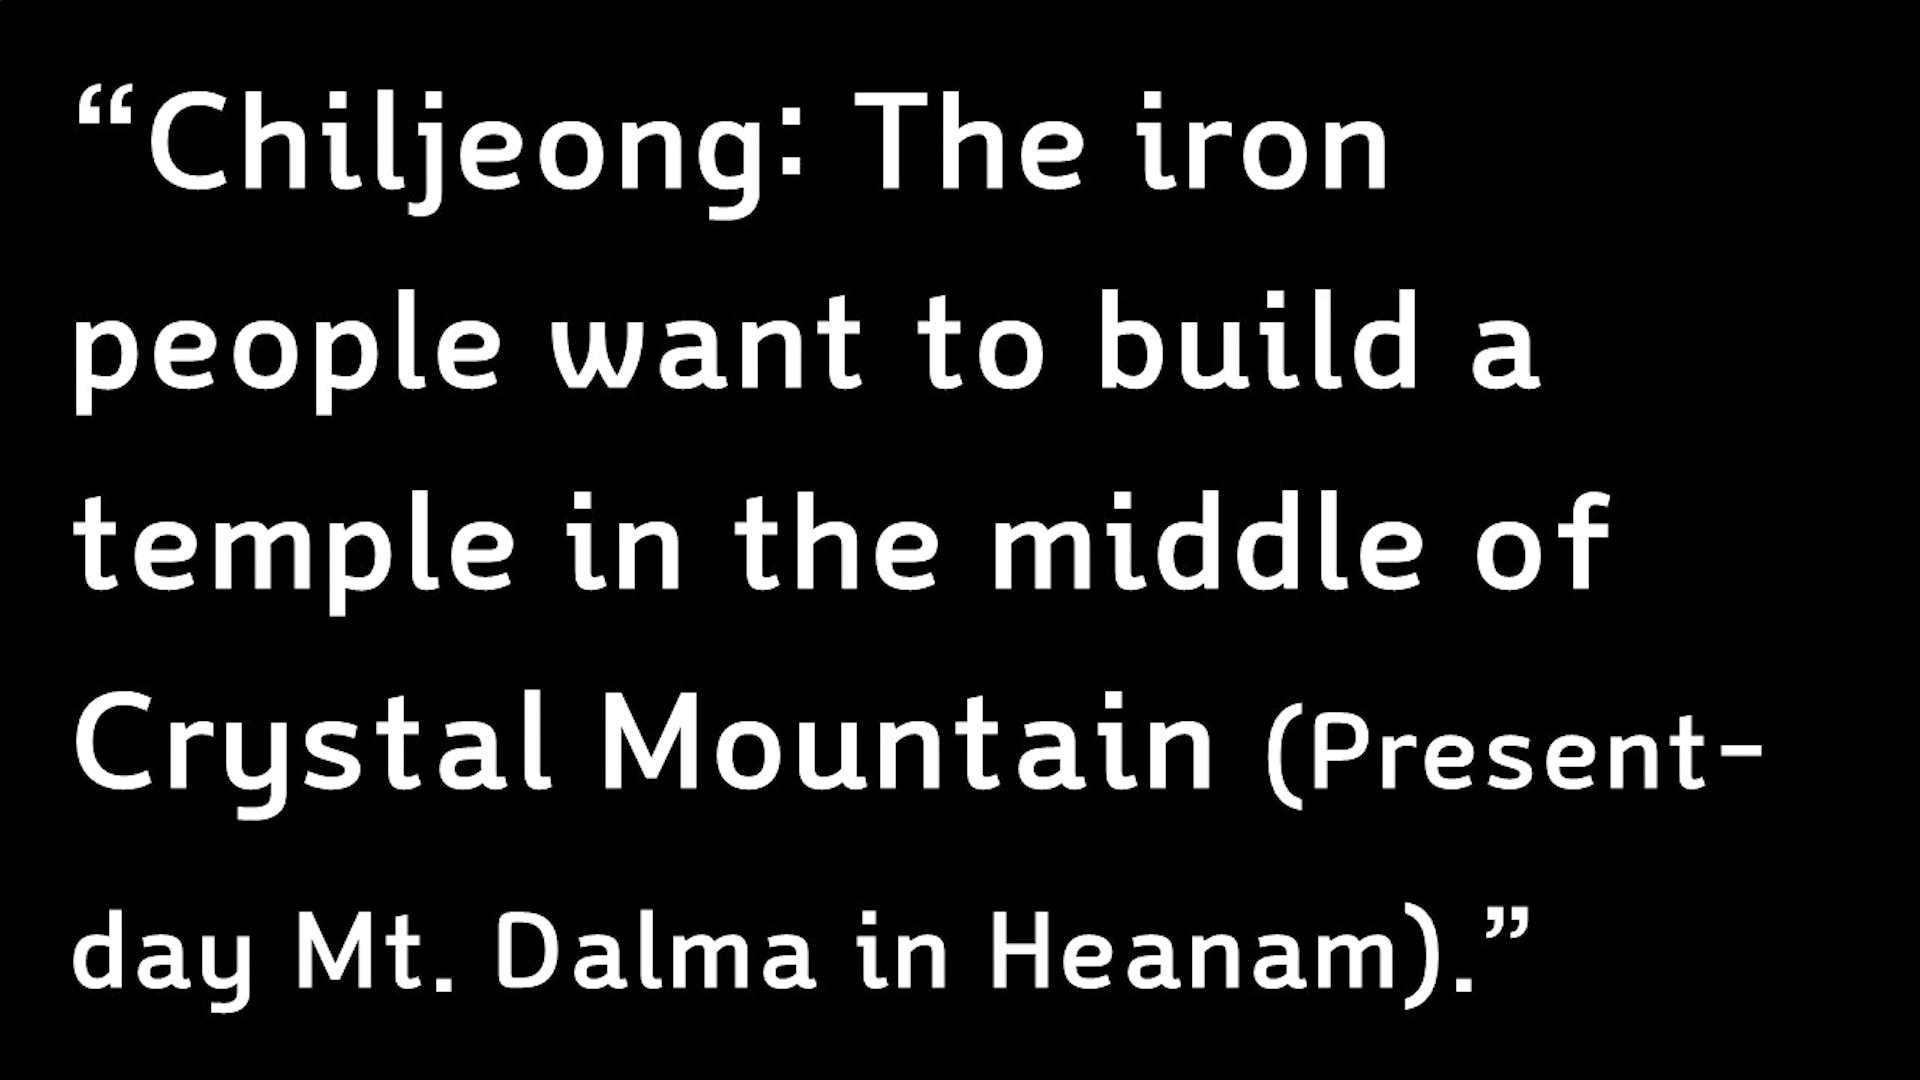 “Chiljeong: The iron
people want to build a
temple in the middle of
Crystal Mountain (Present-
day Mt. Dalma in Heanam).”